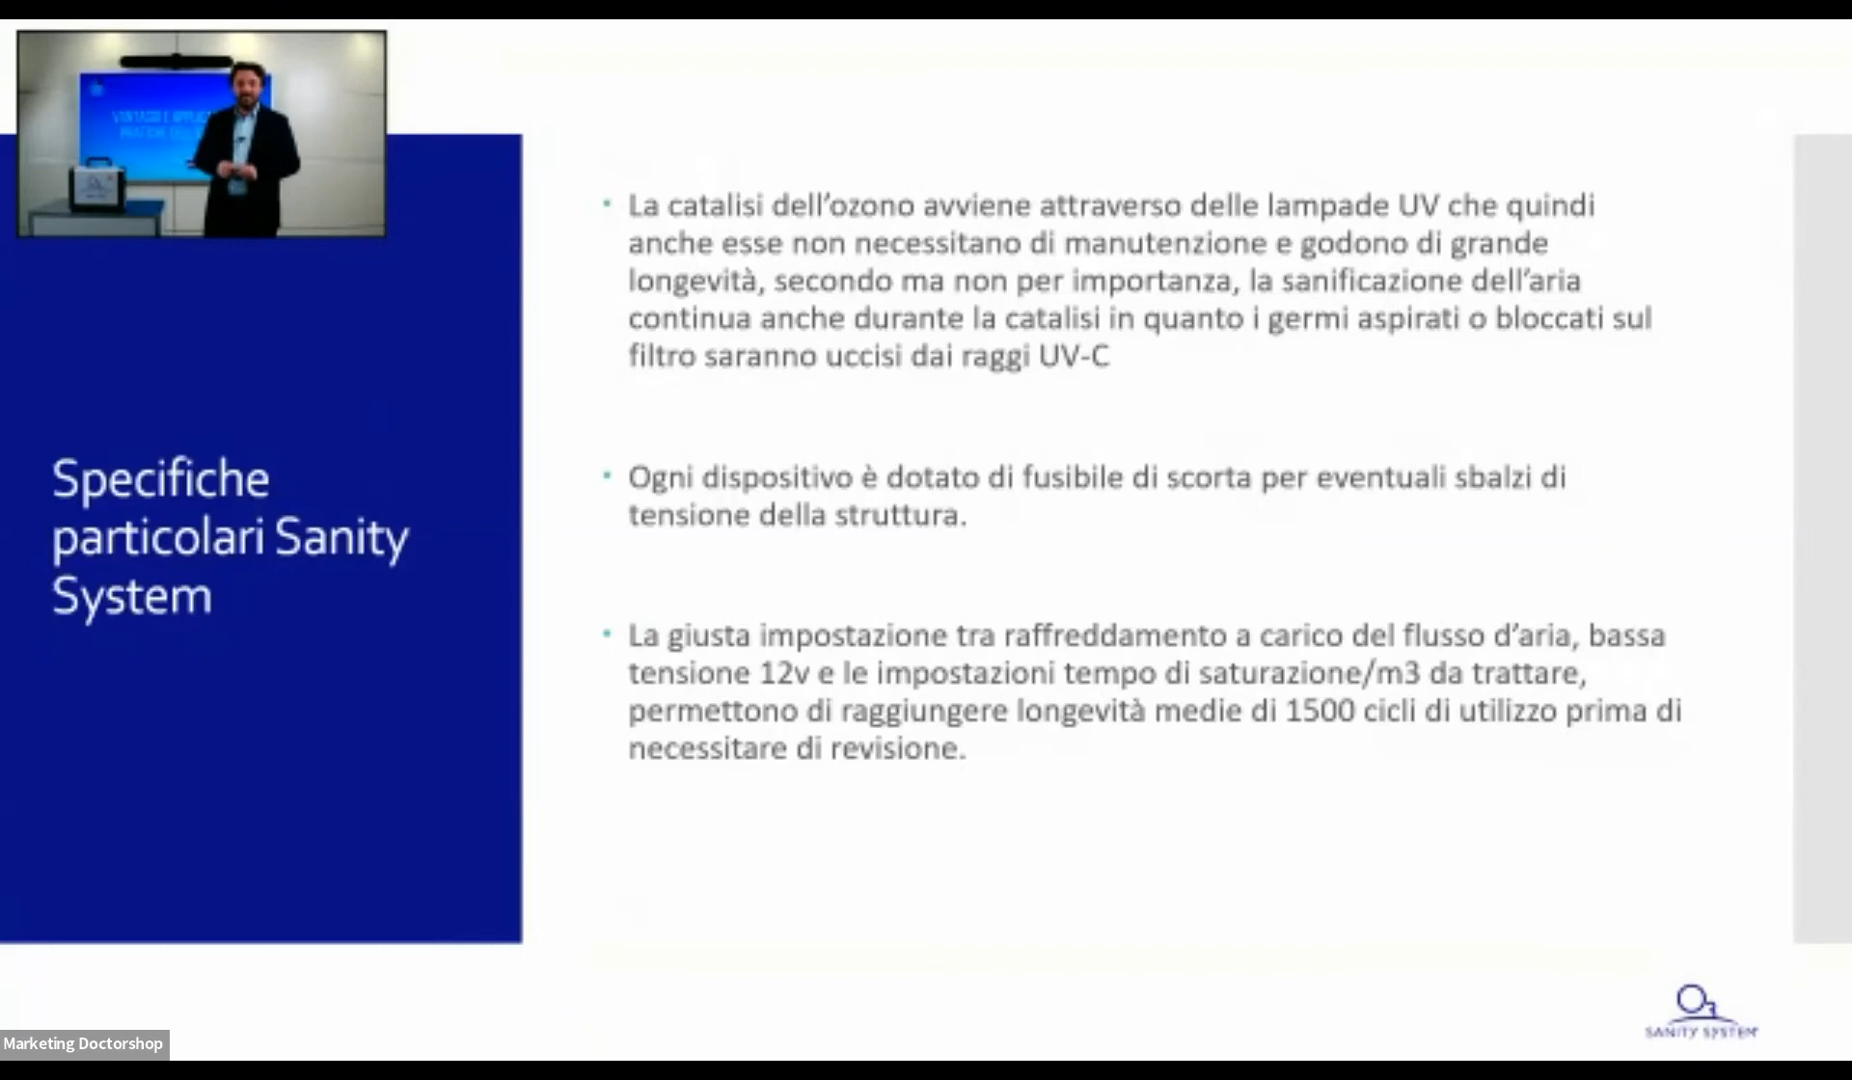 VANTAGGI E APPLICA
PRATICHE DELL
Specifiche
particolari Sanity
System
· La catalisi dell’ozono avviene attraverso delle lampade UV che quindi
anche esse non necessitano di manutenzione e godono di grande
longevità, secondo ma non per importanza, la sanificazione dell’aria
continua anche durante la catalisi in quanto i germi aspirati o bloccati sul
filtro saranno uccisi dai raggi UV-C
· Ogni dispositivo è dotato di fusibile di scorta per eventuali sbalzi di
tensione della struttura.
· La giusta impostazione tra raffreddamento a carico del flusso d’aria, bassa
tensione 12v e le impostazioni tempo di saturazione/m3 da trattare,
permettono di raggiungere longevità medie di 1500 cicli di utilizzo prima di
necessitare di revisione.
SANITY SYSTEM
Marketing Doctorshop